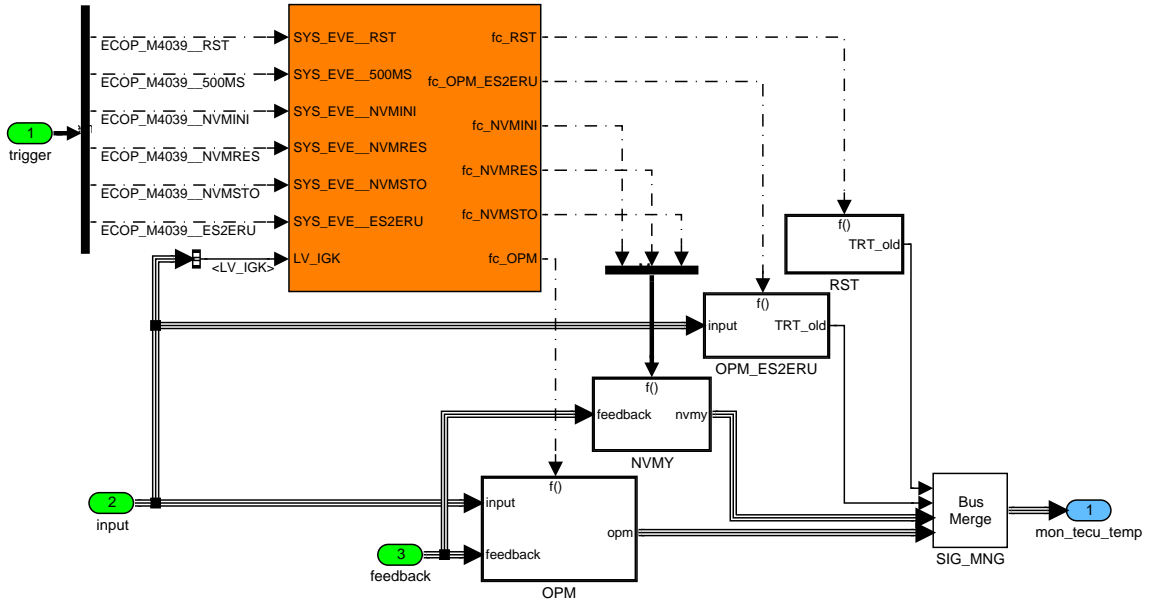 1
trigger
ECOP_M4039__RST
ECOP_M4039__500MS
ECOP_M4039__NVMINI
ECOP_M4039__NVMRES
ECOP_M4039__NVMSTO
ECOP_M4039__ES2ERU
<LV_IGK>
SYS_EVE__RST
SYS_EVE__500MS
SYS_EVE__NVMINI
SYS_EVE__NVMRES
SYS_EVE__NVMSTO
SYS_EVE__ES2ERU
LV_IGK
fc_RST
fc_OPM_ES2ERU
fc_NVMINI
fc_NVMRES
fc_NVMSTO
fc_OPM
f()
TRT_old
RST
f()
input
TRT_old
OPM_ES2ERU
f()
feedback
nvmy
NVMY
f()
input
feedback
opm
OPM
2
input
3
feedback
Bus
Merge
SIG_MNG
1
mon_tecu_temp